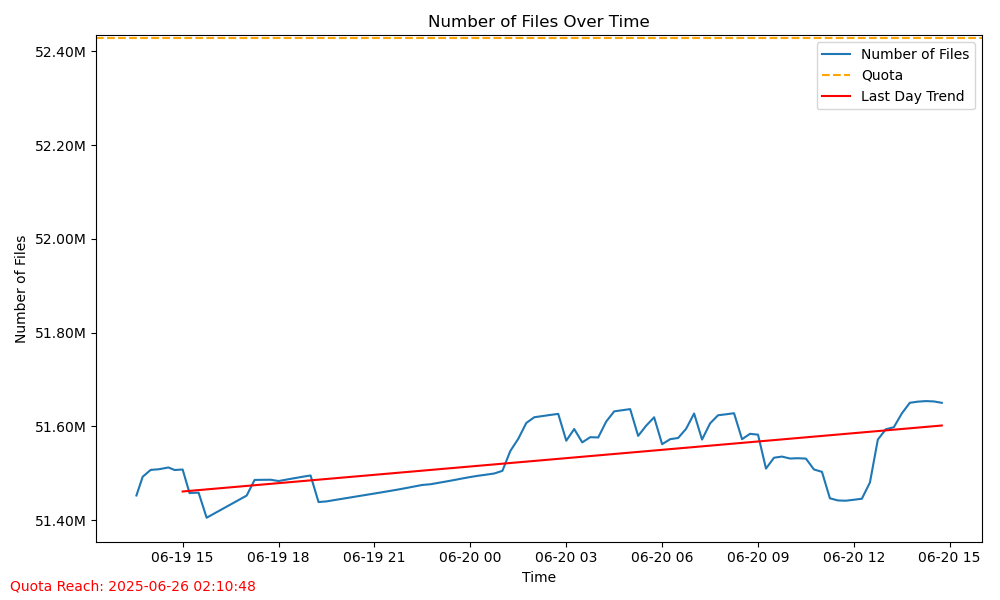 Number of Files Over Time
52.40M
52.20M
52.00M
51.80M
51.60M
51.40M
Number of Files
Number of Files
Quota
Last Day Trend
06-19 15
06-19 18
06-19 21
06-20 00
06-20 03
06-20 06
06-20 09
06-20 12
06-20 15
Time
Quota Reach: 2025-06-26 02:10:48